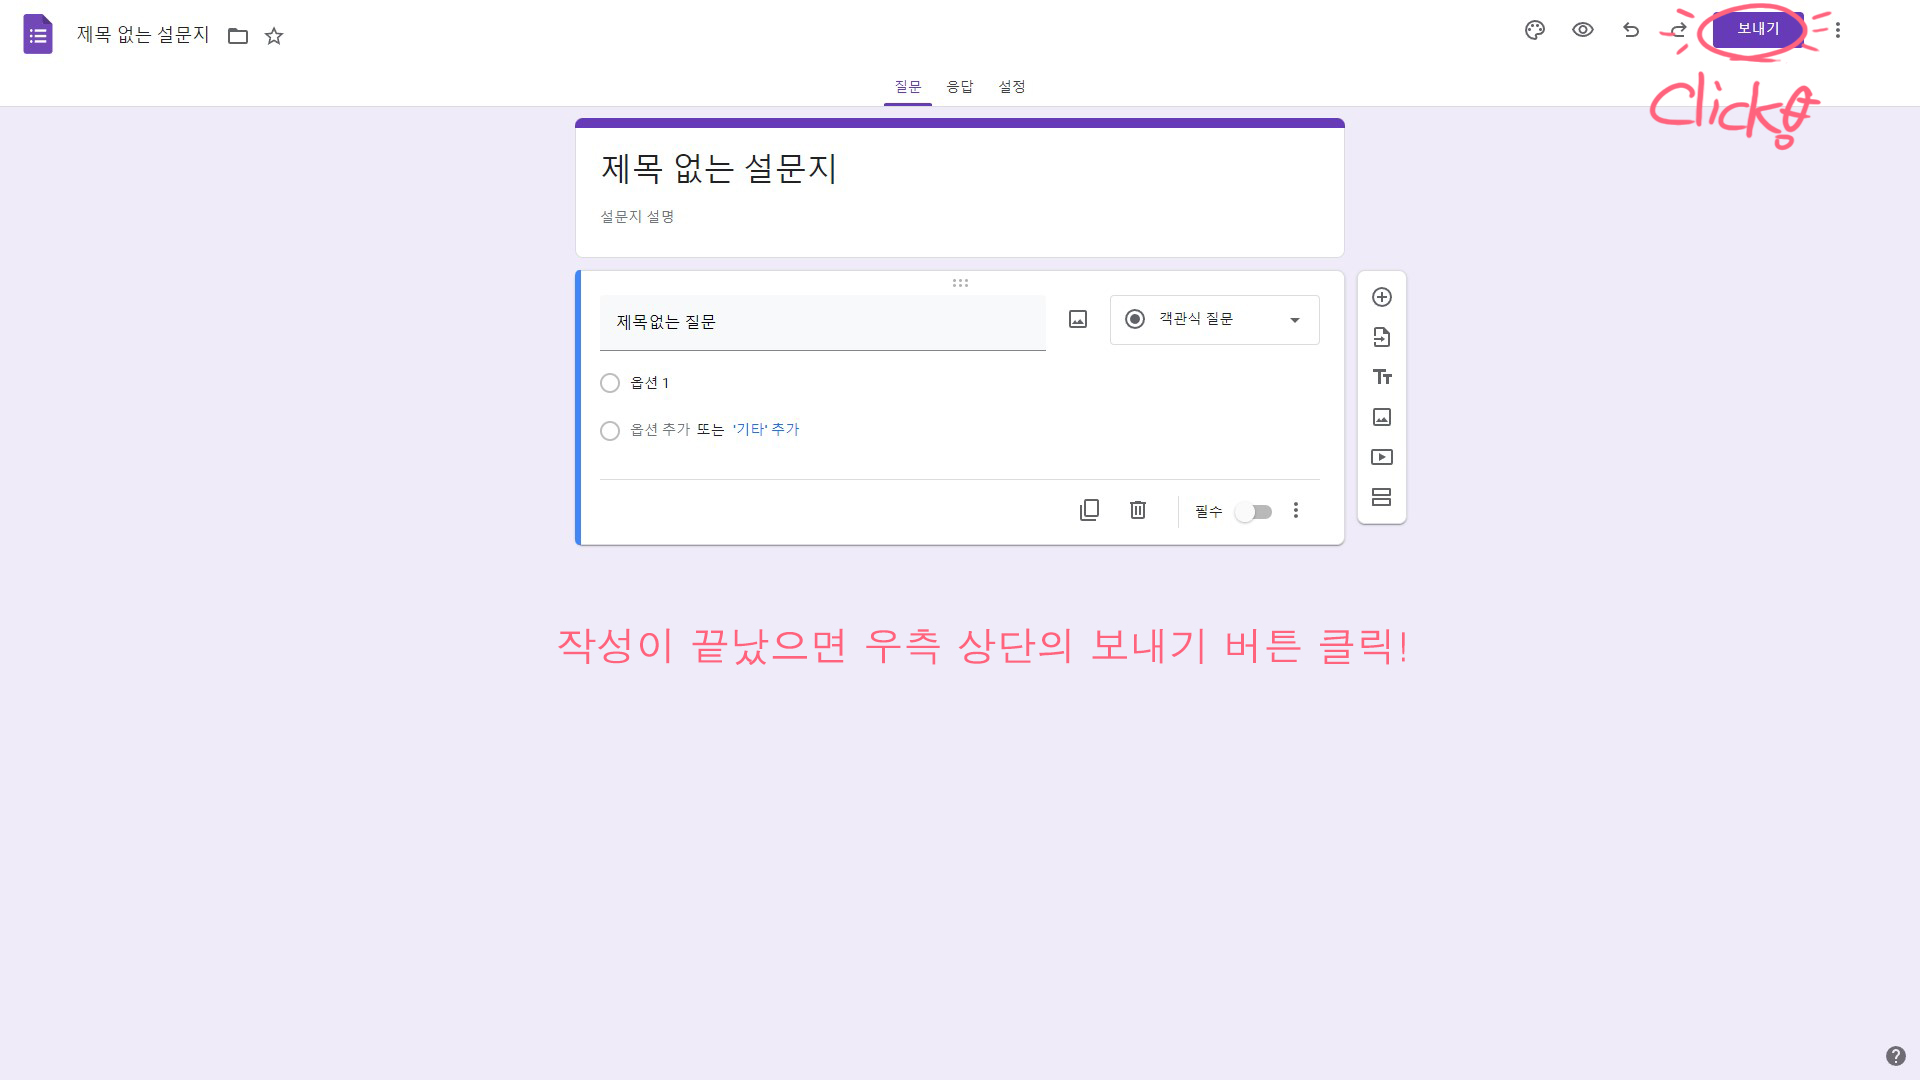 제목 없는 설문지
보내기
Click!
질문 응답 설정
제목 없는 설문지
설문지 설명
제목없는 질문
객관식 질문
옵션 1
옵션 추가 또는 '기타' 추가
필수
작성이 끝났으면 우측 상단의 보내기 버튼 클릭!